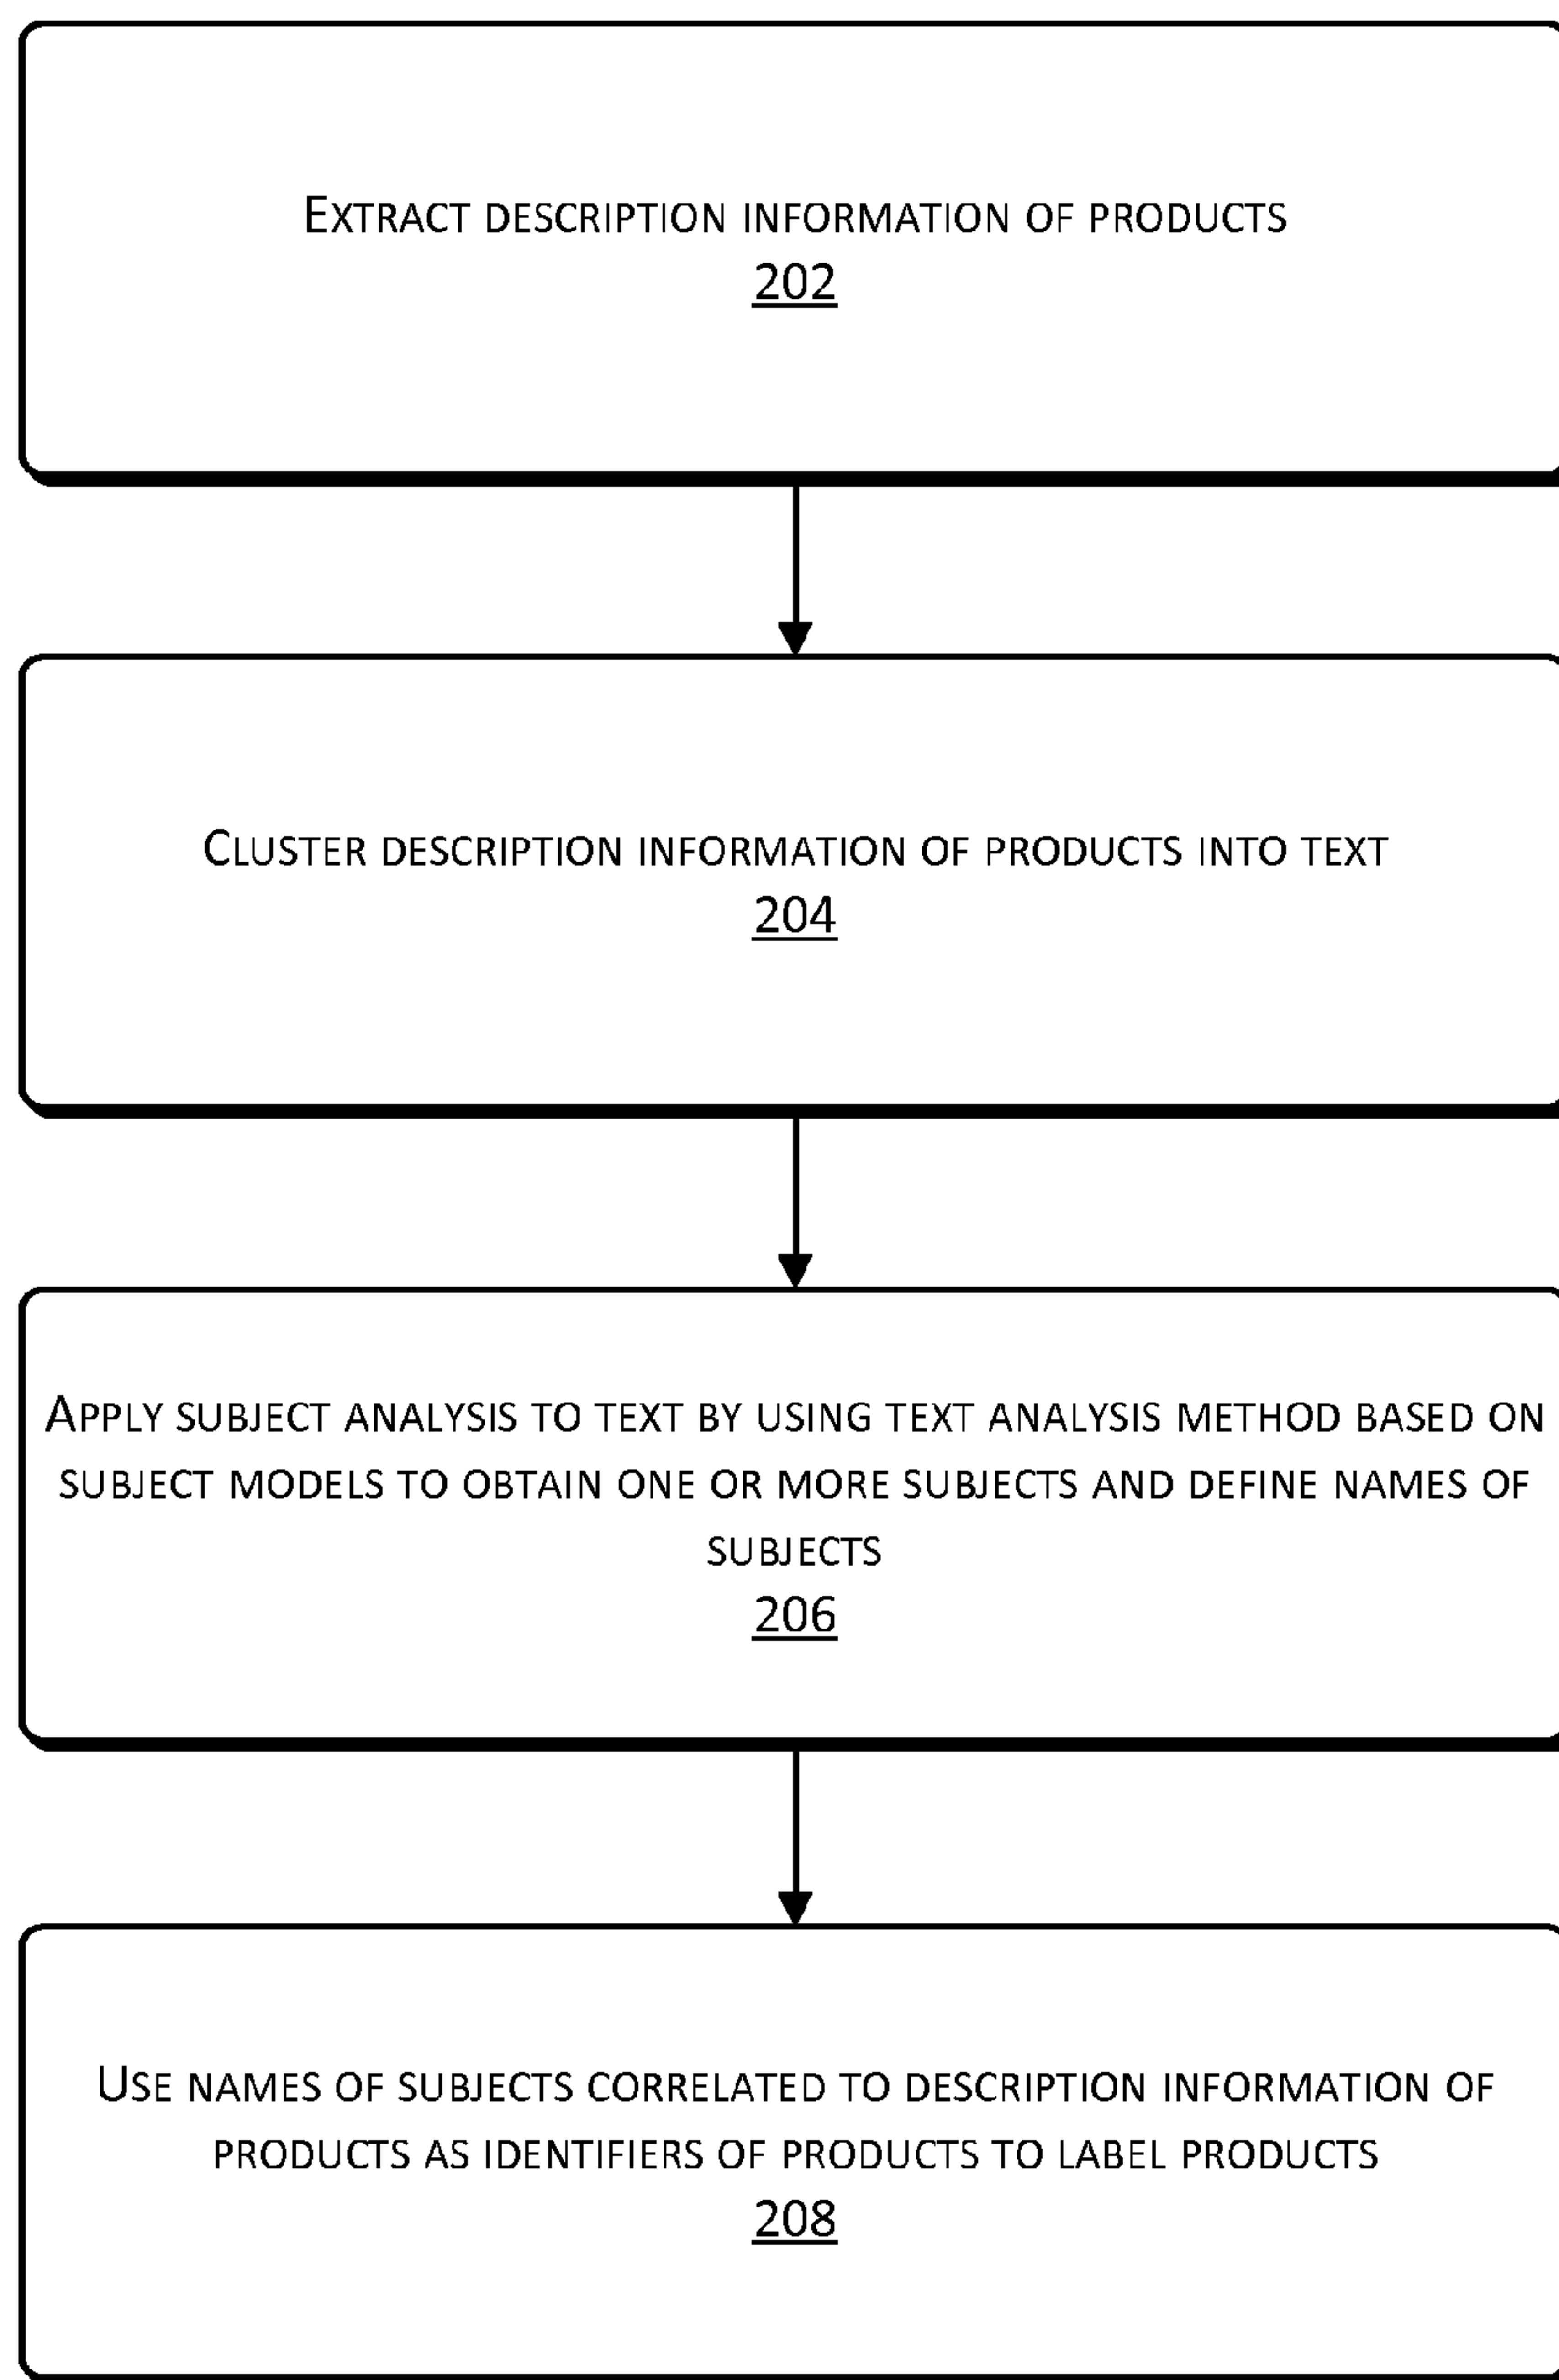 Extract description information of products
202
Cluster description information of products into text
204
Apply subject analysis to text by using text analysis method based on
subject models to obtain one or more subjects and define names of
subjects
206
Use names of subjects correlated to description information of
products as identifiers of products to label products
208